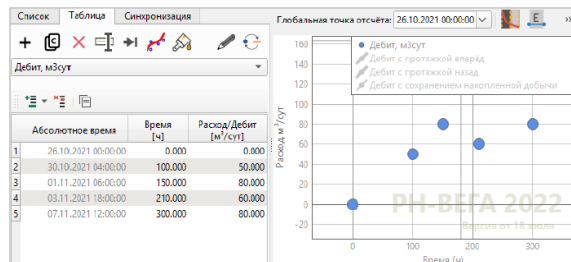 Список Таблица Синхронизация
Глобальная точка отсчёта: 26.10.2021 00:00:00
Дебит, м3сут
Абсолютное время Время [ч] Расход/Дебит [м³/сут]
1 26.10.2021 00:00:00 0.000 0.000
2 30.10.2021 04:00:00 100.000 50.000
3 01.11.2021 06:00:00 150.000 80.000
4 03.11.2021 18:00:00 210.000 60.000
5 07.11.2021 12:00:00 300.000 80.000
Дебит, м3сут
Дебит с протяжкой вперёд
Дебит с протяжкой назад
Дебит с сохранением накопленной добычи
Расход, м³/сут
160
140
120
100
80
60
40
20
0
-20
РН-ВЕГА 2022
Версия от 18 июля
0 100 200 300
Время (ч)